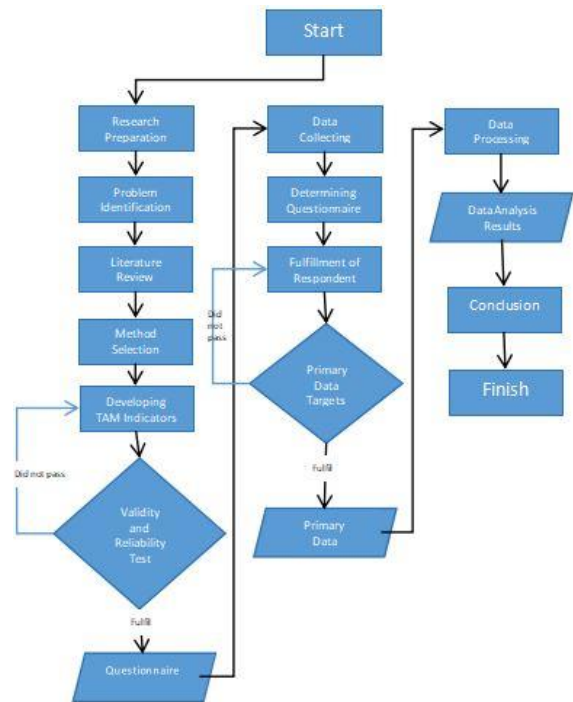 Start
Research
Preparation
Problem
Identification
Literature
Review
Method
Selection
Developing
TAM Indicators
Did not pass
Validity
and
Reliability
Test
Fulfill
Questionnaire
Data
Collecting
Determining
Questionnaire
Fulfillment of
Respondent
Did
not
pass
Primary
Data
Targets
Fulfill
Primary
Data
Data
Processing
DataAnalysis
Results
Conclusion
Finish